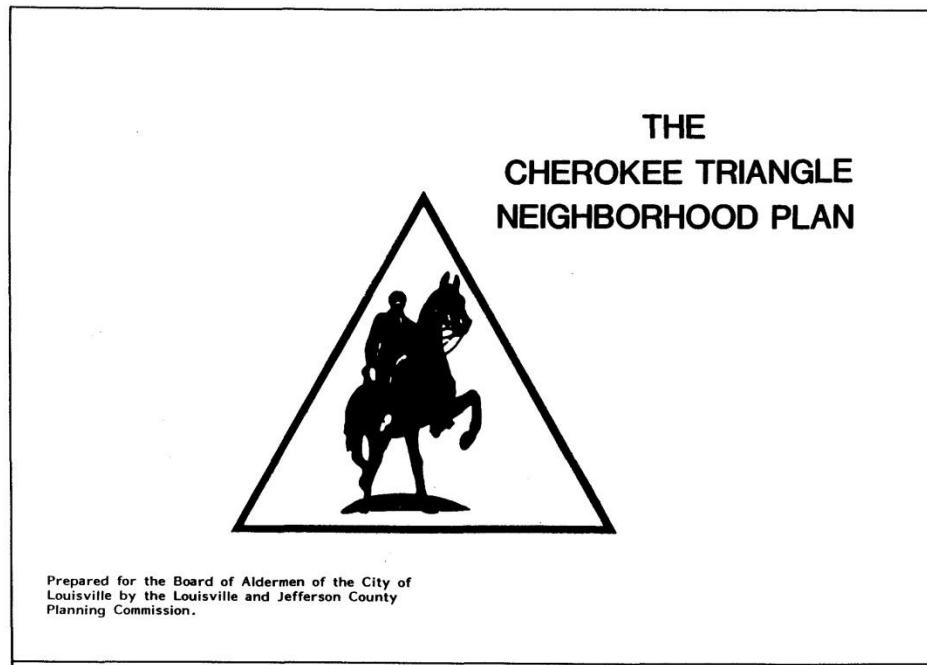 THE
CHEROKEE TRIANGLE
NEIGHBORHOOD PLAN
Prepared for the Board of Aldermen of the City of
Louisville by the Louisville and Jefferson County
Planning Commission.